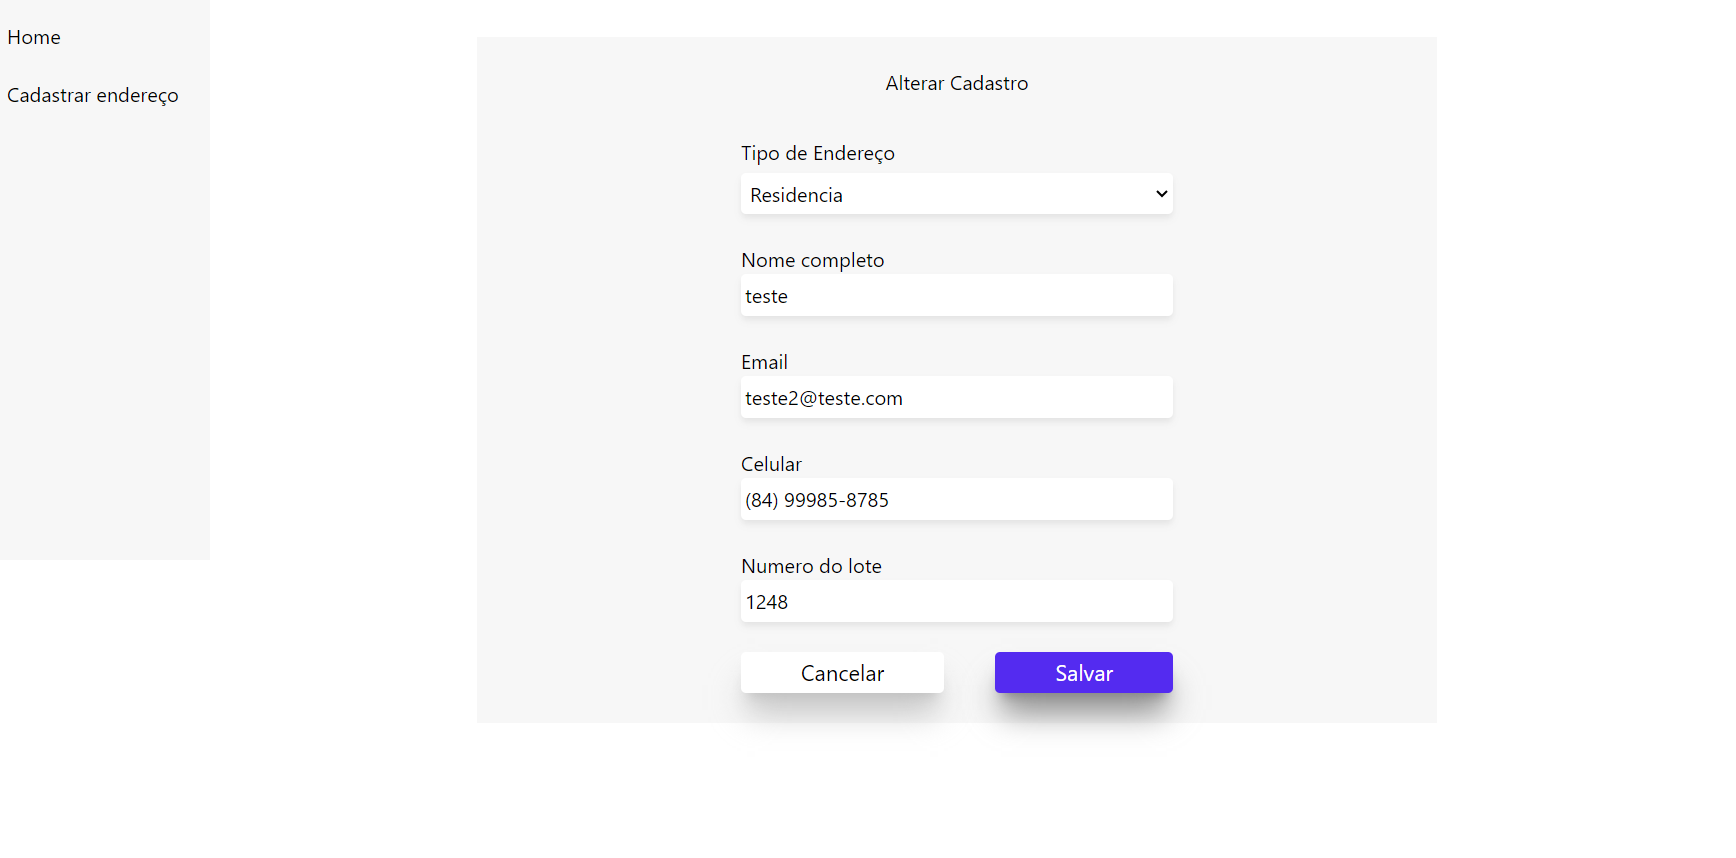 Home
Cadastrar endereço
Alterar Cadastro
Tipo de Endereço
Residencia
Nome completo
teste
Email
teste2@teste.com
Celular
(84) 99985-8785
Numero do lote
1248
Cancelar
Salvar